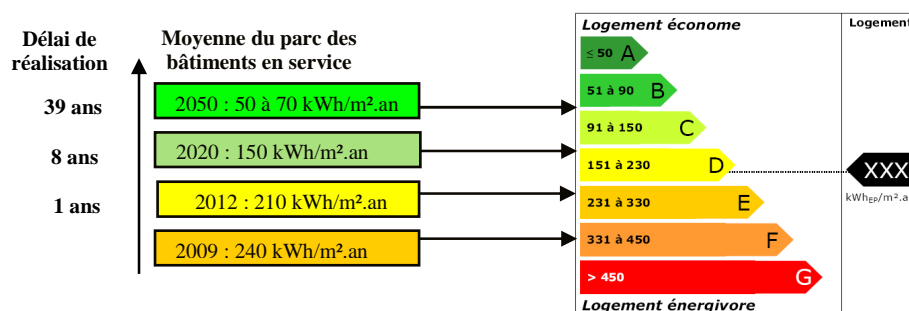 Délai de
réalisation
Moyenne du parc des
bâtiments en service
39 ans
2050 : 50 à 70 kWh/m².an
8 ans
2020 : 150 kWh/m².an
1 ans
2012 : 210 kWh/m².an
2009 : 240 kWh/m².an
Logement économe
Logement
≤ 50 A
51 à 90 B
91 à 150 C
151 à 230 D
XXX
kWhEP/m².a
231 à 330 E
331 à 450 F
> 450 G
Logement énergivore